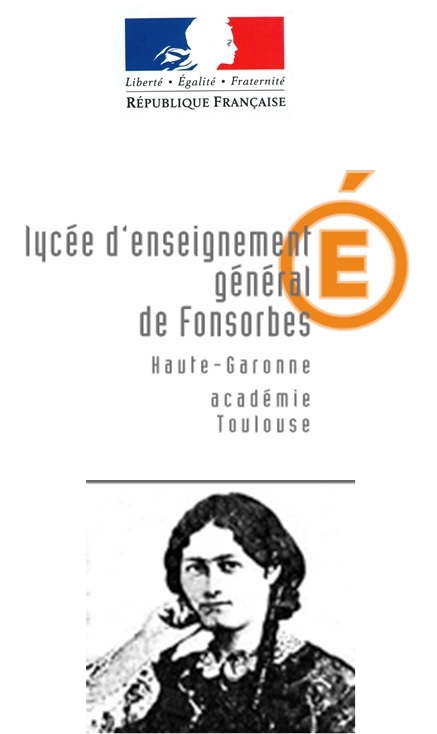 Liberté • Égalité • Fraternité
RÉPUBLIQUE FRANÇAISE
lycée d'enseignement
général
de Fonsorbes
É
Haute-Garonne
académie
Toulouse